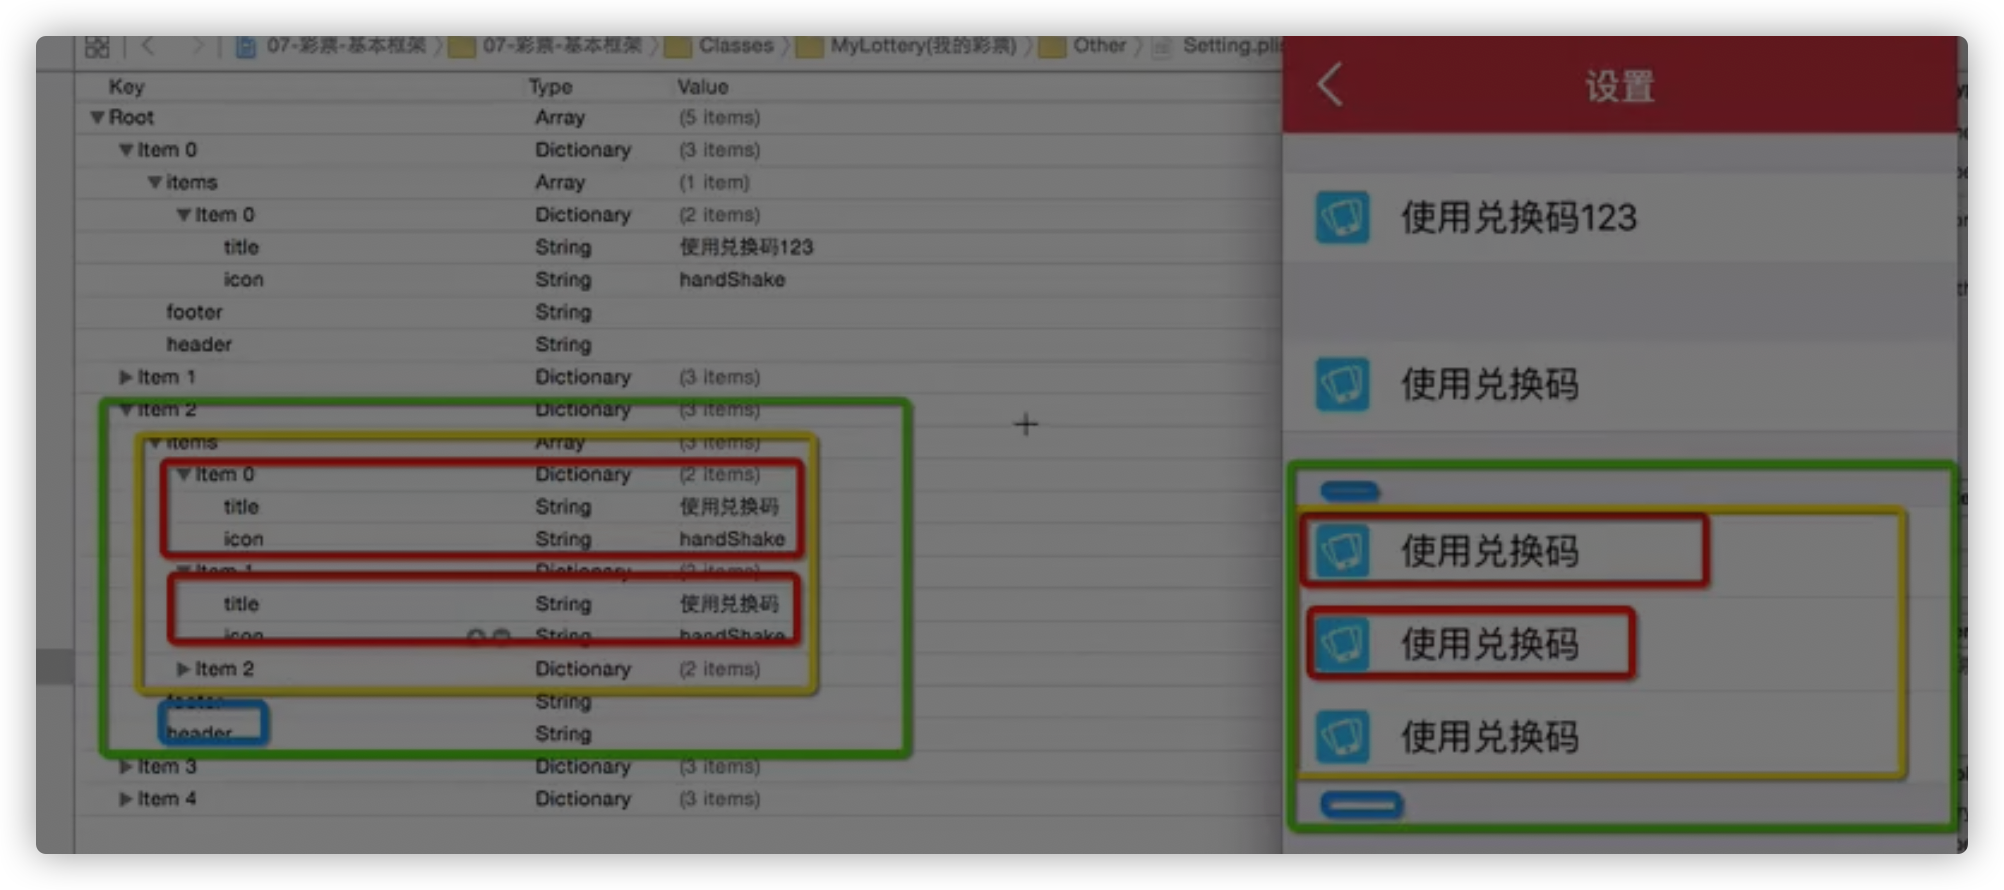 07-彩票-基本框架 〉 07-彩票-基本框架 〉 Classes 〉 MyLottery(我的彩票) 〉 Other 〉 Setting.plis
Key Type Value
Root Array (5 items)
Item 0 Dictionary (3 items)
items Array (1 item)
Item 0 Dictionary (2 items)
title String 使用兑换码123
icon String handShake
footer String
header String
Item 1 Dictionary (3 items)
Item 2 Dictionary (3 items)
items Array (3 items)
Item 0 Dictionary (2 items)
title String 使用兑换码
icon String handShake
Item 1 Dictionary (2 items)
title String 使用兑换码
icon String handShake
Item 2 Dictionary (2 items)
footer String
header String
Item 3 Dictionary (3 items)
Item 4 Dictionary (3 items)
设置
使用兑换码123
使用兑换码
使用兑换码
使用兑换码
使用兑换码